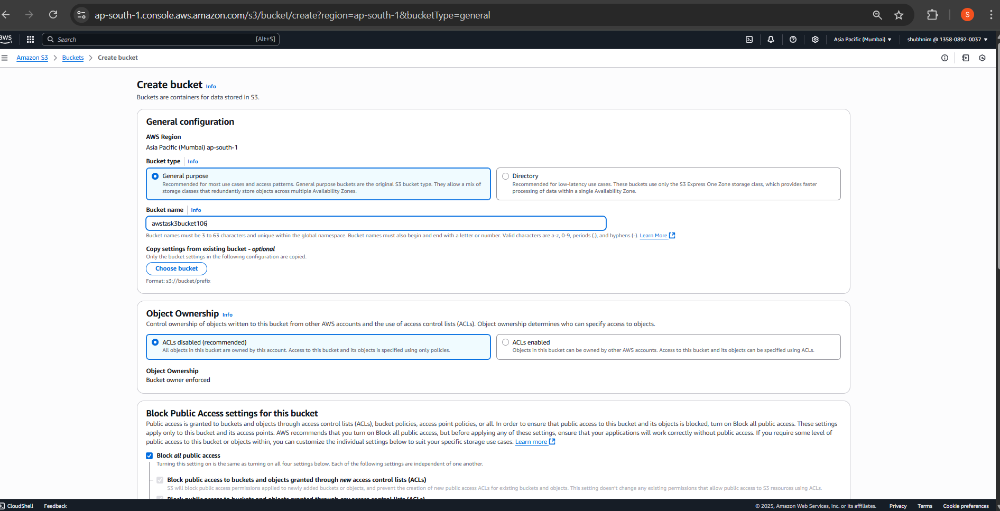 ap-south-1.console.aws.amazon.com/s3/bucket/create?region=ap-south-1&bucketType=general
S
aws
Search
[Alt+S]
Asia Pacific (Mumbai) ▼
shubhnim @ 1358-0892-0037 ▼
Amazon S3 > Buckets > Create bucket
Create bucket Info
Buckets are containers for data stored in S3.
General configuration
AWS Region
Asia Pacific (Mumbai) ap-south-1
Bucket type Info
General purpose
Recommended for most use cases and access patterns. General purpose buckets are the original S3 bucket type. They allow a mix of
storage classes that redundantly store objects across multiple Availability Zones.
Directory
Recommended for low-latency use cases. These buckets use only the S3 Express One Zone storage class, which provides faster
processing of data within a single Availability Zone.
Bucket name Info
awstask3bucket106
Bucket names must be 3 to 63 characters and unique within the global namespace. Bucket names must also begin and end with a letter or number. Valid characters are a-z, 0-9, periods (.), and hyphens (-). Learn More
Copy settings from existing bucket - optional
Only the bucket settings in the following configuration are copied.
Choose bucket
Format: s3://bucket/prefix
Object Ownership Info
Control ownership of objects written to this bucket from other AWS accounts and the use of access control lists (ACLs). Object ownership determines who can specify access to objects.
ACLs disabled (recommended)
All objects in this bucket are owned by this account. Access to this bucket and its objects is specified using only policies.
ACLs enabled
Objects in this bucket can be owned by other AWS accounts. Access to this bucket and its objects can be specified using ACLs.
Object Ownership
Bucket owner enforced
Block Public Access settings for this bucket
Public access is granted to buckets and objects through access control lists (ACLs), bucket policies, access point policies, or all. In order to ensure that public access to this bucket and its objects is blocked, turn on Block all public access. These settings
apply only to this bucket and its access points. AWS recommends that you turn on Block all public access, but before applying any of these settings, ensure that your applications will work correctly without public access. If you require some level of
public access to this bucket or objects within, you can customize the individual settings below to suit your specific storage use cases. Learn more
Block all public access
Turning this setting on is the same as turning on all four settings below. Each of the following settings are independent of one another.
Block public access to buckets and objects granted through new access control lists (ACLs)
S3 will block public access permissions applied to newly added buckets or objects, and prevent the creation of new public access ACLs for existing buckets and objects. This setting doesn't change any existing permissions that allow public access to S3 resources using ACLs.
Block public access to buckets and objects granted through any access control lists (ACLs)
CloudShell
Feedback
© 2025, Amazon Web Services, Inc. or its affiliates.
Privacy
Terms
Cookie preferences